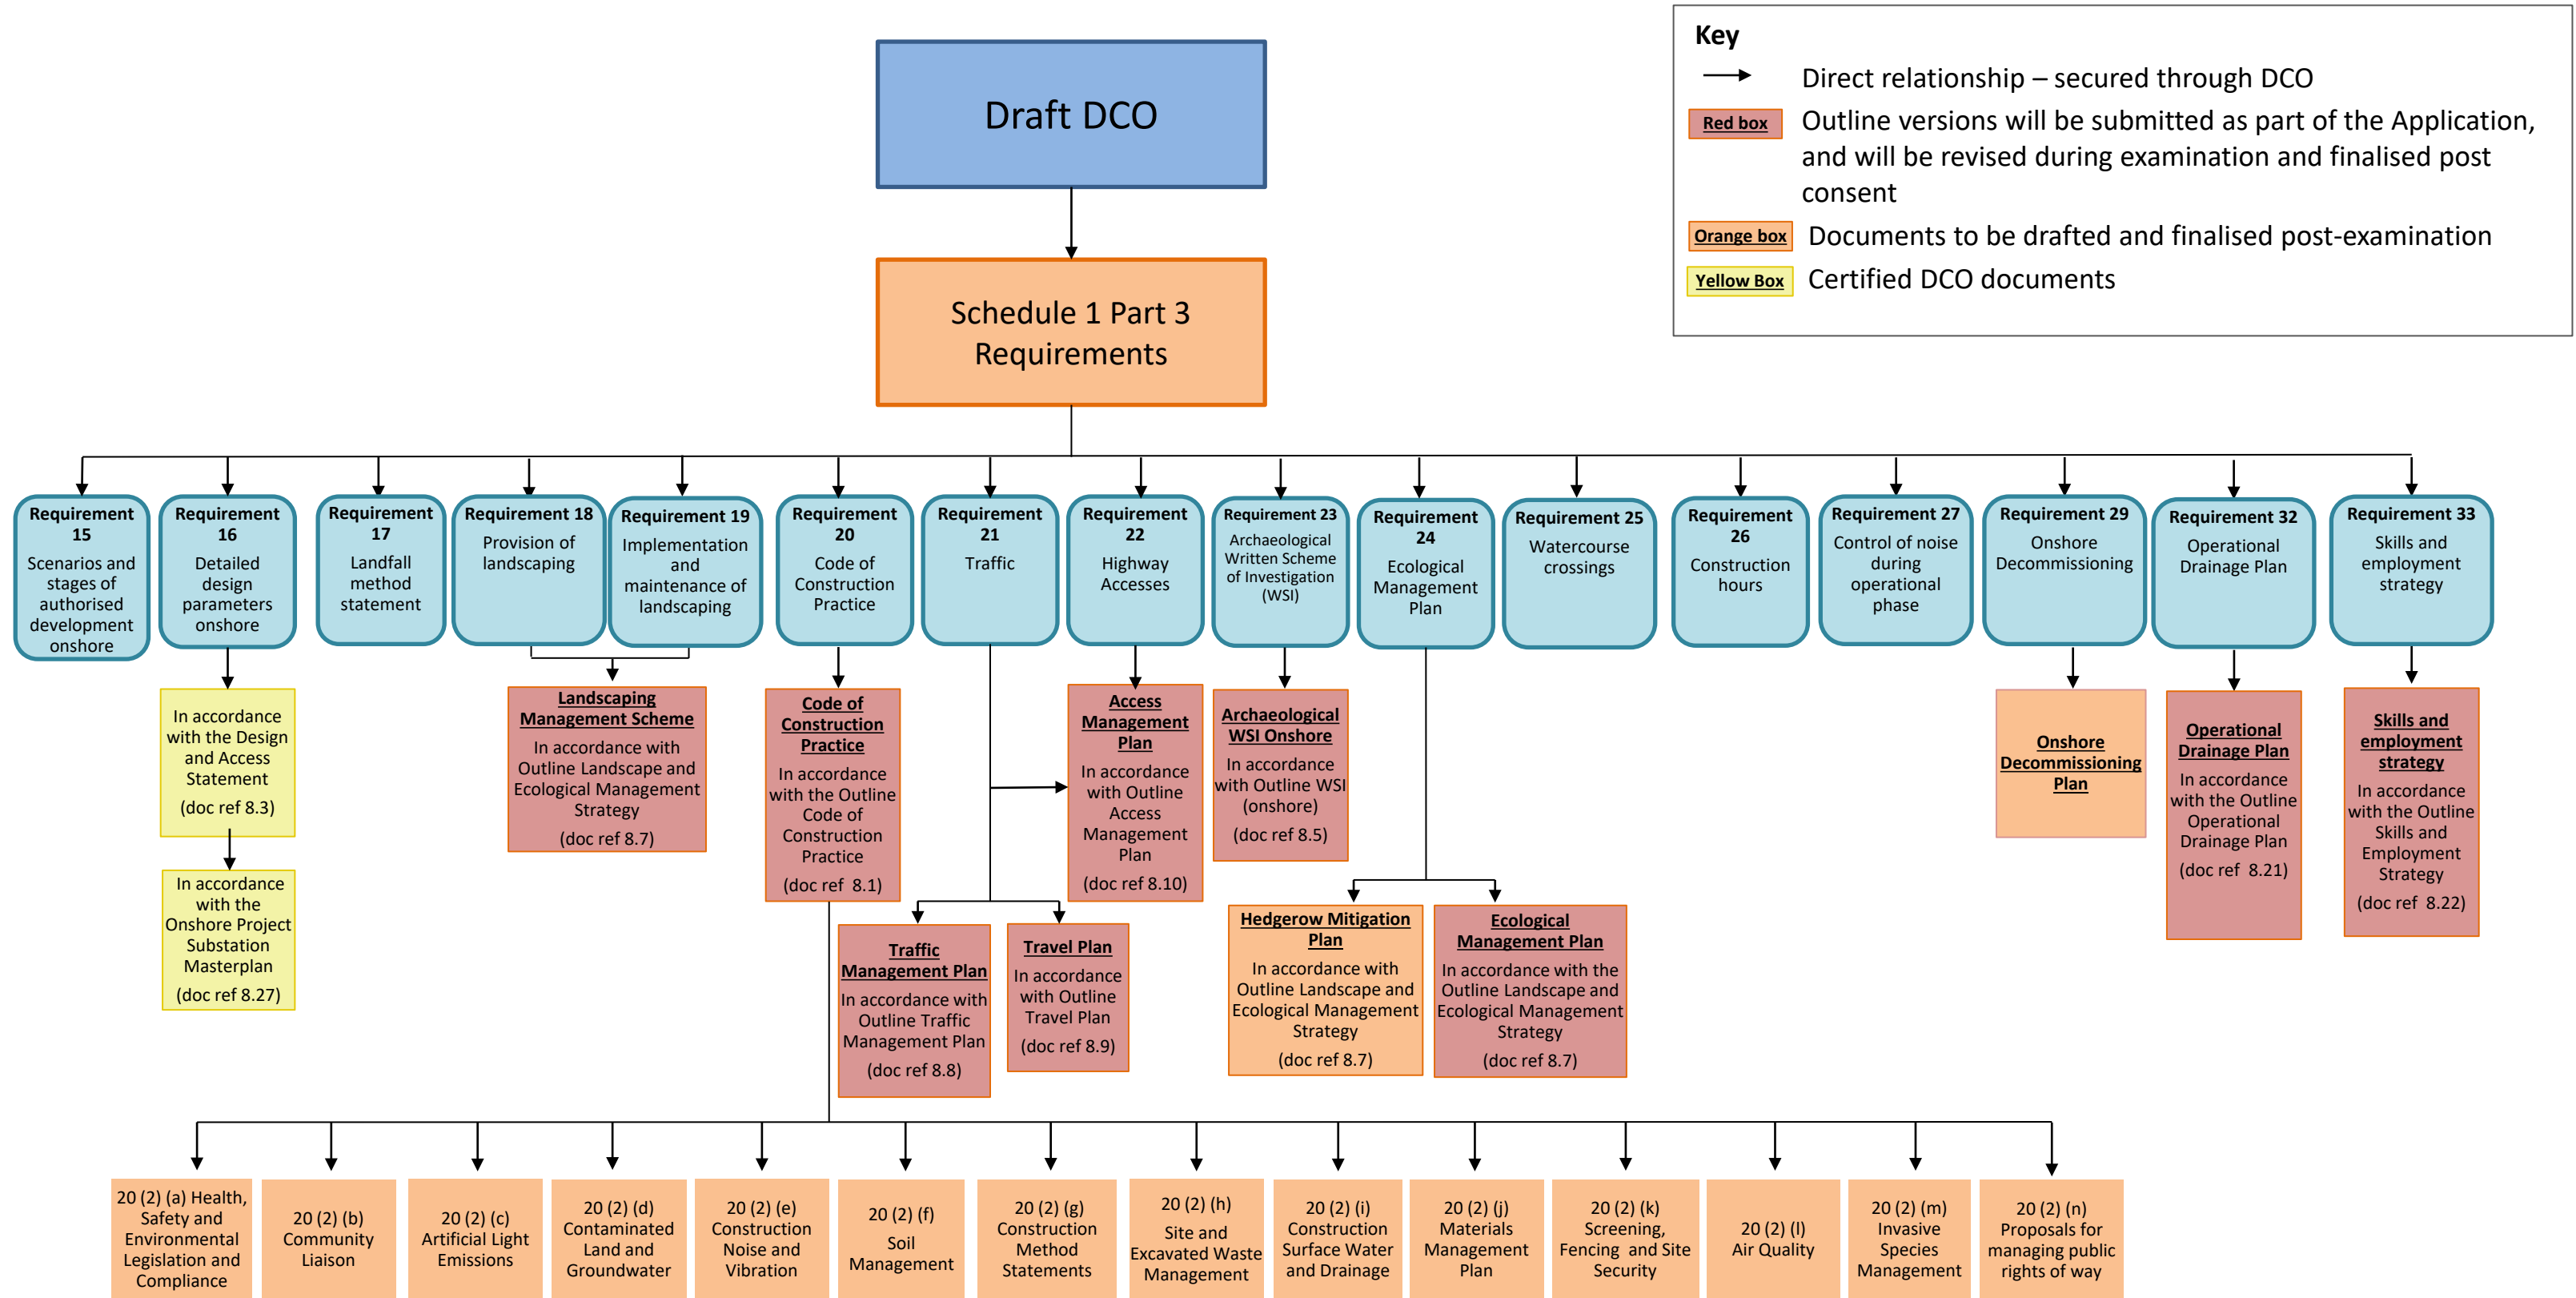 Draft DCO
Schedule 1 Part 3
Requirements
Key
Direct relationship – secured through DCO
Red box
Outline versions will be submitted as part of the Application,
and will be revised during examination and finalised post
consent
Orange box
Documents to be drafted and finalised post-examination
Yellow Box
Certified DCO documents
Requirement
15
Scenarios and
stages of
authorised
development
onshore
Requirement
16
Detailed
design
parameters
onshore
Requirement
17
Landfall
method
statement
Requirement 18
Provision of
landscaping
Requirement 19
Implementation
and
maintenance of
landscaping
Requirement
20
Code of
Construction
Practice
Requirement
21
Traffic
Requirement
22
Highway
Accesses
Requirement 23
Archaeological
Written Scheme
of Investigation
(WSI)
Requirement
24
Ecological
Management
Plan
Requirement 25
Watercourse
crossings
Requirement
26
Construction
hours
Requirement 27
Control of noise
during
operational
phase
Requirement 29
Onshore
Decommissioning
Requirement 32
Operational
Drainage Plan
Requirement 33
Skills and
employment
strategy
In accordance
with the Design
and Access
Statement
(doc ref 8.3)
In accordance
with the
Onshore Project
Substation
Masterplan
(doc ref 8.27)
Landscaping
Management Scheme
In accordance with
Outline Landscape and
Ecological Management
Strategy
(doc ref 8.7)
Code of
Construction
Practice
In accordance
with the Outline
Code of
Construction
Practice
(doc ref 8.1)
Access
Management
Plan
In accordance
with Outline
Access
Management
Plan
(doc ref 8.10)
Archaeological
WSI Onshore
In accordance
with Outline WSI
(onshore)
(doc ref 8.5)
Onshore
Decommissioning
Plan
Operational
Drainage Plan
In accordance
with the Outline
Operational
Drainage Plan
(doc ref 8.21)
Skills and
employment
strategy
In accordance
with the Outline
Skills and
Employment
Strategy
(doc ref 8.22)
Traffic
Management Plan
In accordance with
Outline Traffic
Management Plan
(doc ref 8.8)
Travel Plan
In accordance
with Outline
Travel Plan
(doc ref 8.9)
Hedgerow Mitigation
Plan
In accordance with
Outline Landscape and
Ecological Management
Strategy
(doc ref 8.7)
Ecological
Management Plan
In accordance with the
Outline Landscape and
Ecological Management
Strategy
(doc ref 8.7)
20 (2) (a) Health,
Safety and
Environmental
Legislation and
Compliance
20 (2) (b)
Community
Liaison
20 (2) (c)
Artificial Light
Emissions
20 (2) (d)
Contaminated
Land and
Groundwater
20 (2) (e)
Construction
Noise and
Vibration
20 (2) (f)
Soil
Management
20 (2) (g)
Construction
Method
Statements
20 (2) (h)
Site and
Excavated Waste
Management
20 (2) (i)
Construction
Surface Water
and Drainage
20 (2) (j)
Materials
Management
Plan
20 (2) (k)
Screening,
Fencing and Site
Security
20 (2) (l)
Air Quality
20 (2) (m)
Invasive
Species
Management
20 (2) (n)
Proposals for
managing public
rights of way